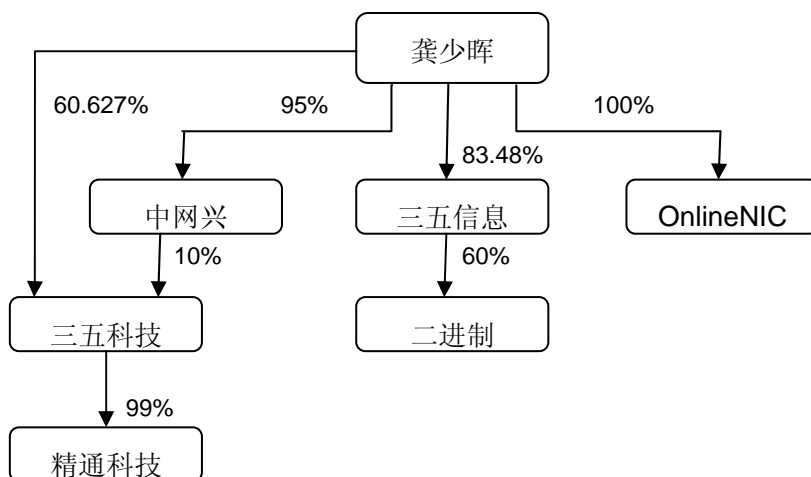 龚少晖
60.627%
95%
100%
83.48%
中网兴
三五信息
OnlineNIC
10%
60%
三五科技
二进制
99%
精通科技